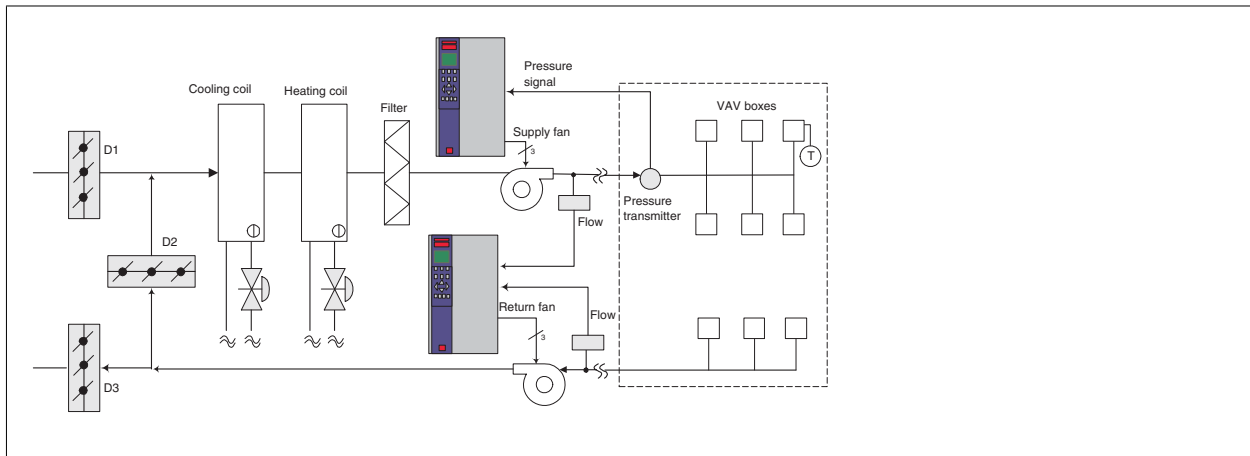 Pressure
signal
Cooling coil
Heating coil
VAV boxes
Filter
Supply fan
D1
3
T
Pressure
transmitter
Flow
D2
Return fan
Flow
3
D3